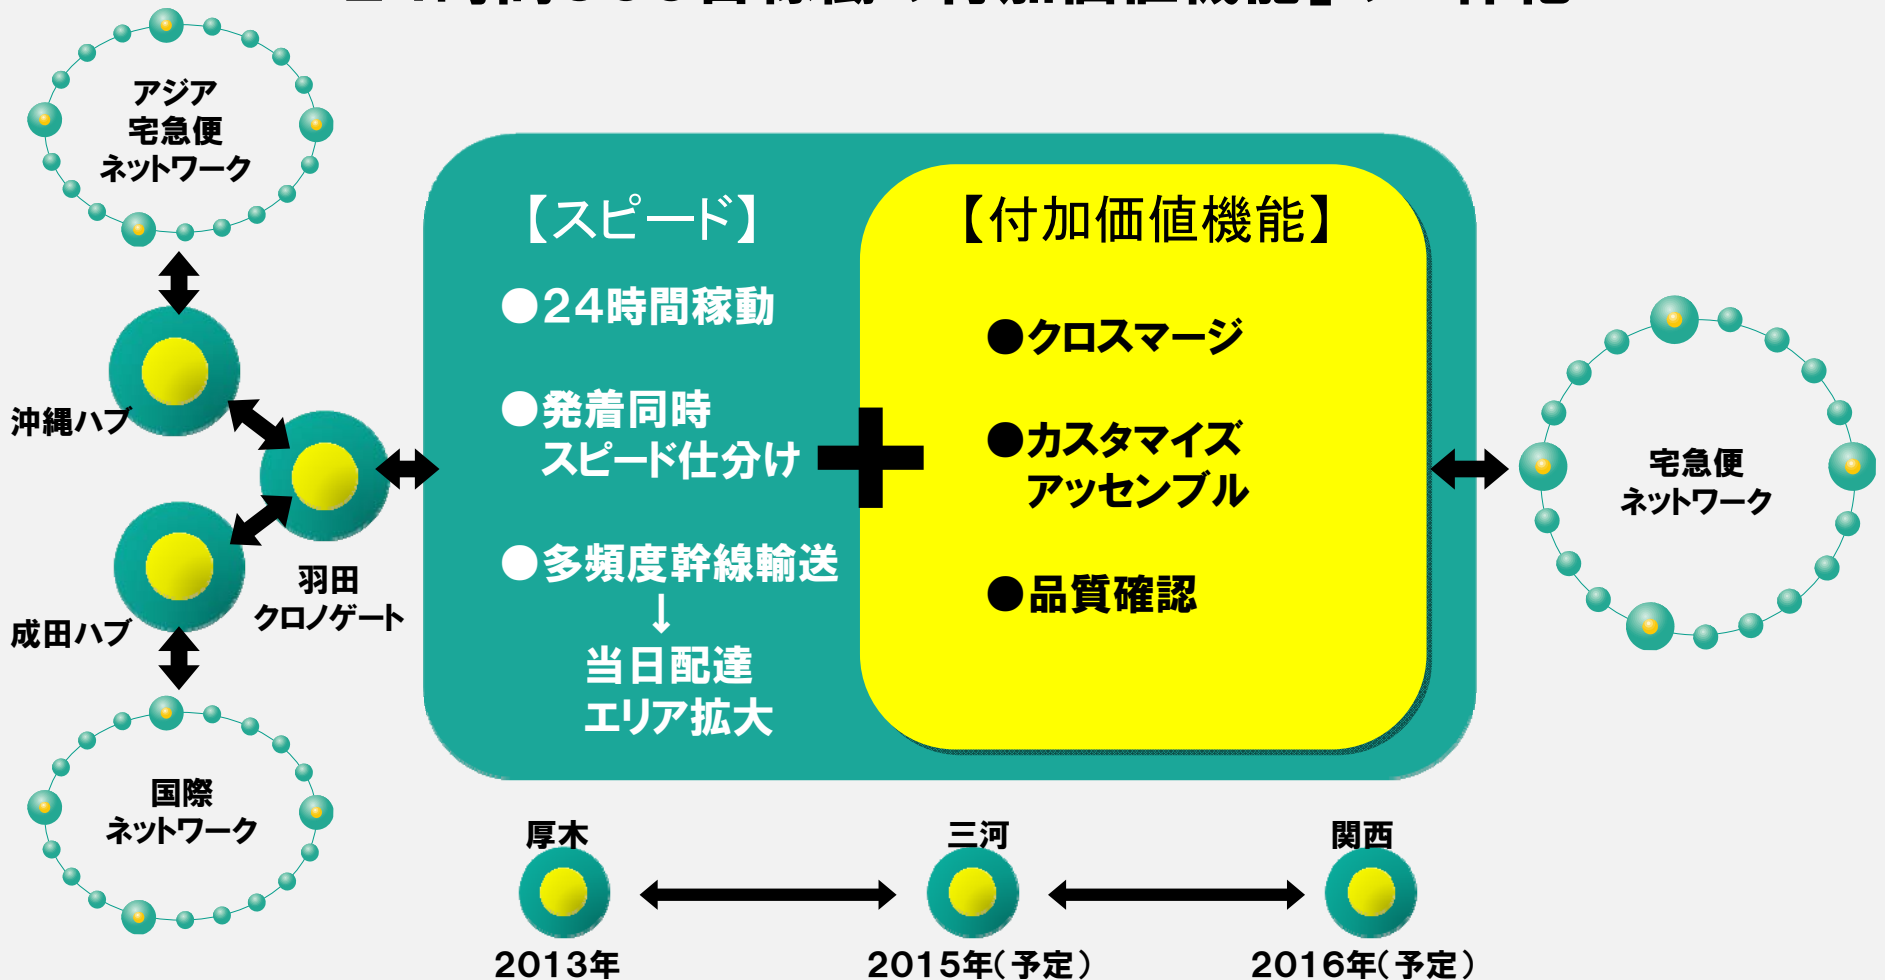 アジア
宅急便
ネットワーク
沖縄ハブ
成田ハブ
羽田
クロノゲート
国際
ネットワーク
【スピード】
●24時間稼動
●発着同時
スピード仕分け
●多頻度幹線輸送
↓
当日配達
エリア拡大
+
【付加価値機能】
●クロスマージ
●カスタマイズ
アッセンブル
●品質確認
宅急便
ネットワーク
厚木
2013年
三河
2015年(予定)
関西
2016年(予定)